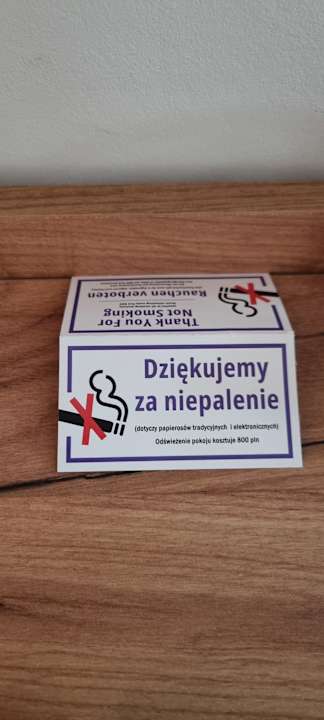 Dziękujemy
za niepalenie
(dotyczy papierosów tradycyjnych i elektronicznych)
Odświeżenie pokoju kosztuje 800 pln
Thank You For
Not Smoking
Rauchen verboten